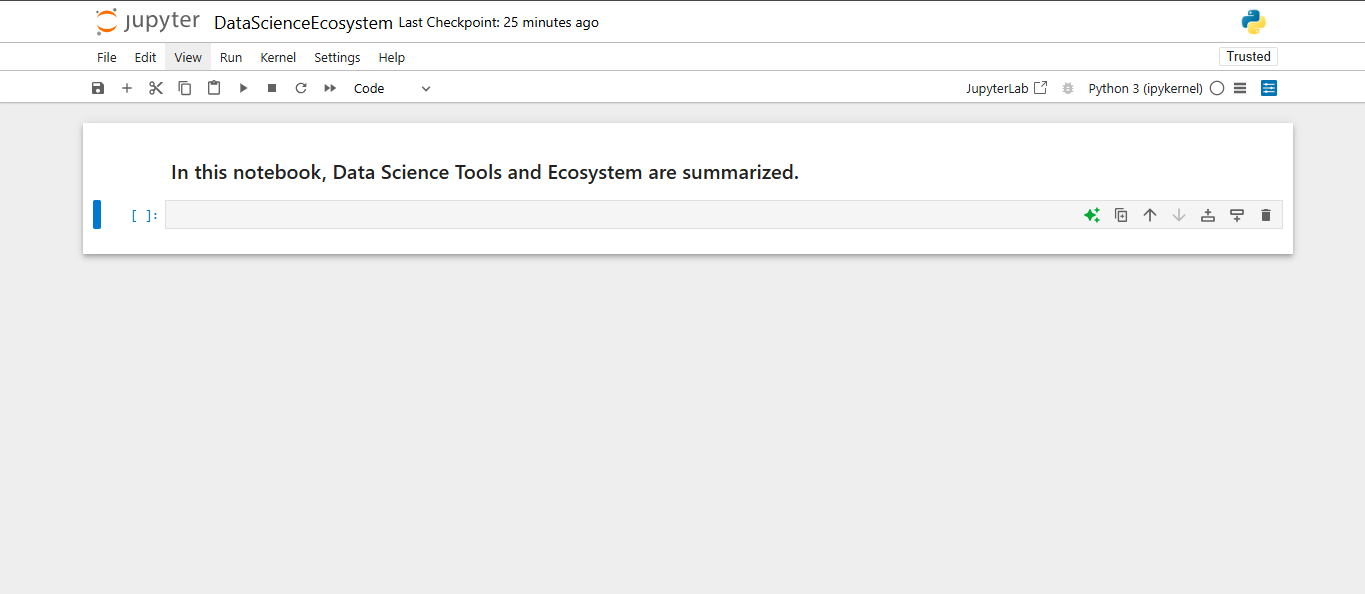 jupyter DataScienceEcosystem Last Checkpoint: 25 minutes ago
File Edit View Run Kernel Settings Help Trusted
Code JupyterLab Python 3 (ipykernel)
In this notebook, Data Science Tools and Ecosystem are summarized.
[ ]: